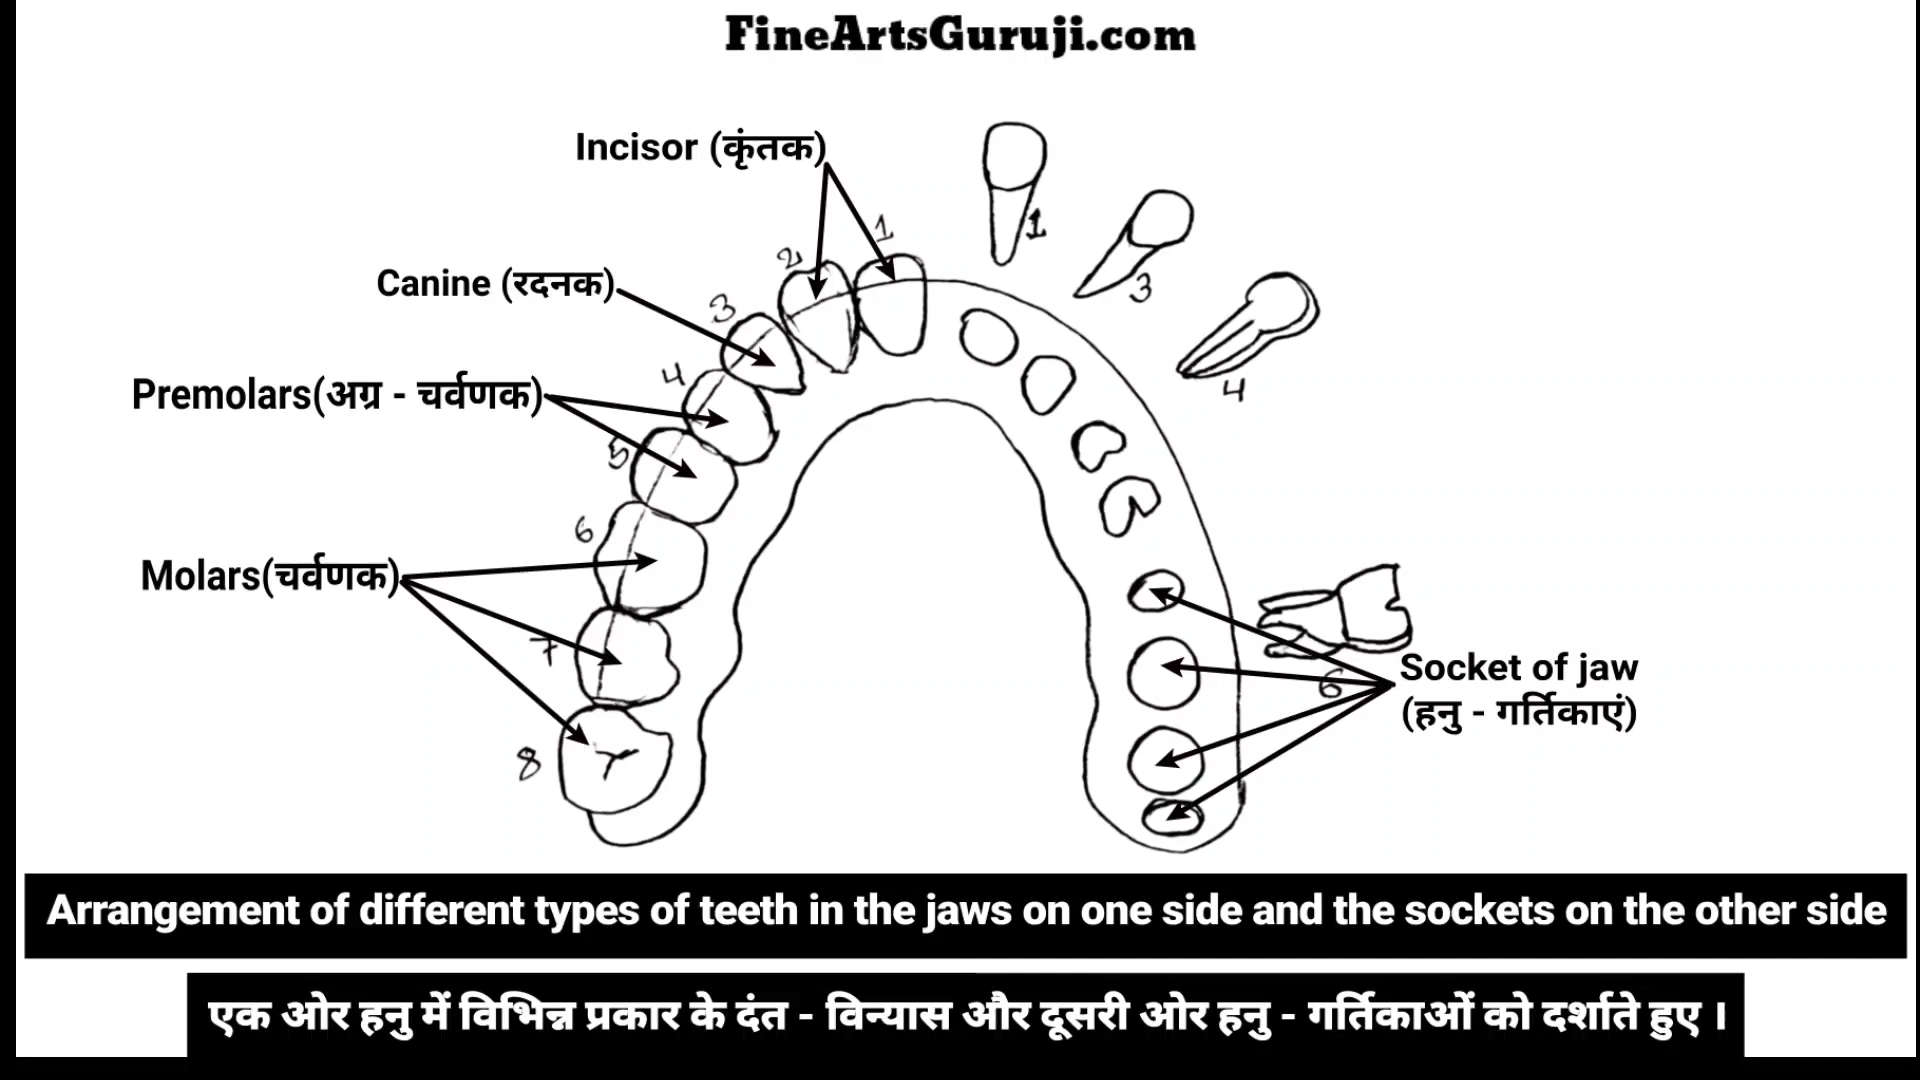 FineArtsGuruji.com
Incisor (कृंतक)
1
1
2
Canine (रदनक)
3
3
4
4
Premolars(अग्र - चर्वणक)
5
6
Molars(चर्वणक)
7
Socket of jaw
6
(हनु - गर्तिकाएं)
8
Arrangement of different types of teeth in the jaws on one side and the sockets on the other side
एक ओर हनु में विभिन्न प्रकार के दंत - विन्यास और दूसरी ओर हनु - गर्तिकाओं को दर्शाते हुए ।